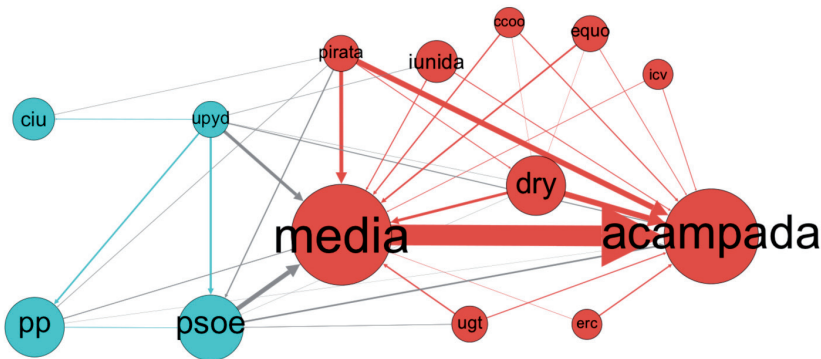 ccoo
equo
pirata
iunida
icv
ciu
upyd
dry
media
acampada
pp
psoe
ugt
erc